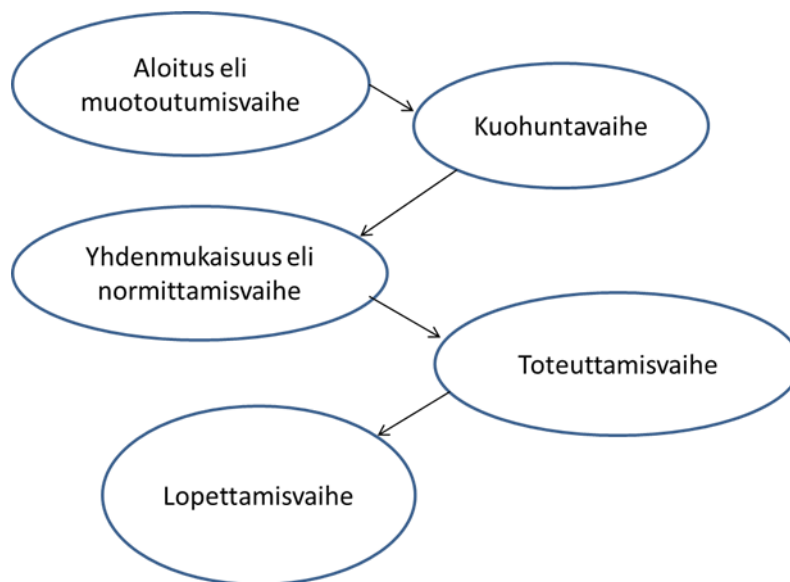 Aloitus eli
muotoutumisvaihe
Kuohuntavaihe
Yhdenmukaisuus eli
normittamisvaihe
Toteuttamisvaihe
Lopettamisvaihe